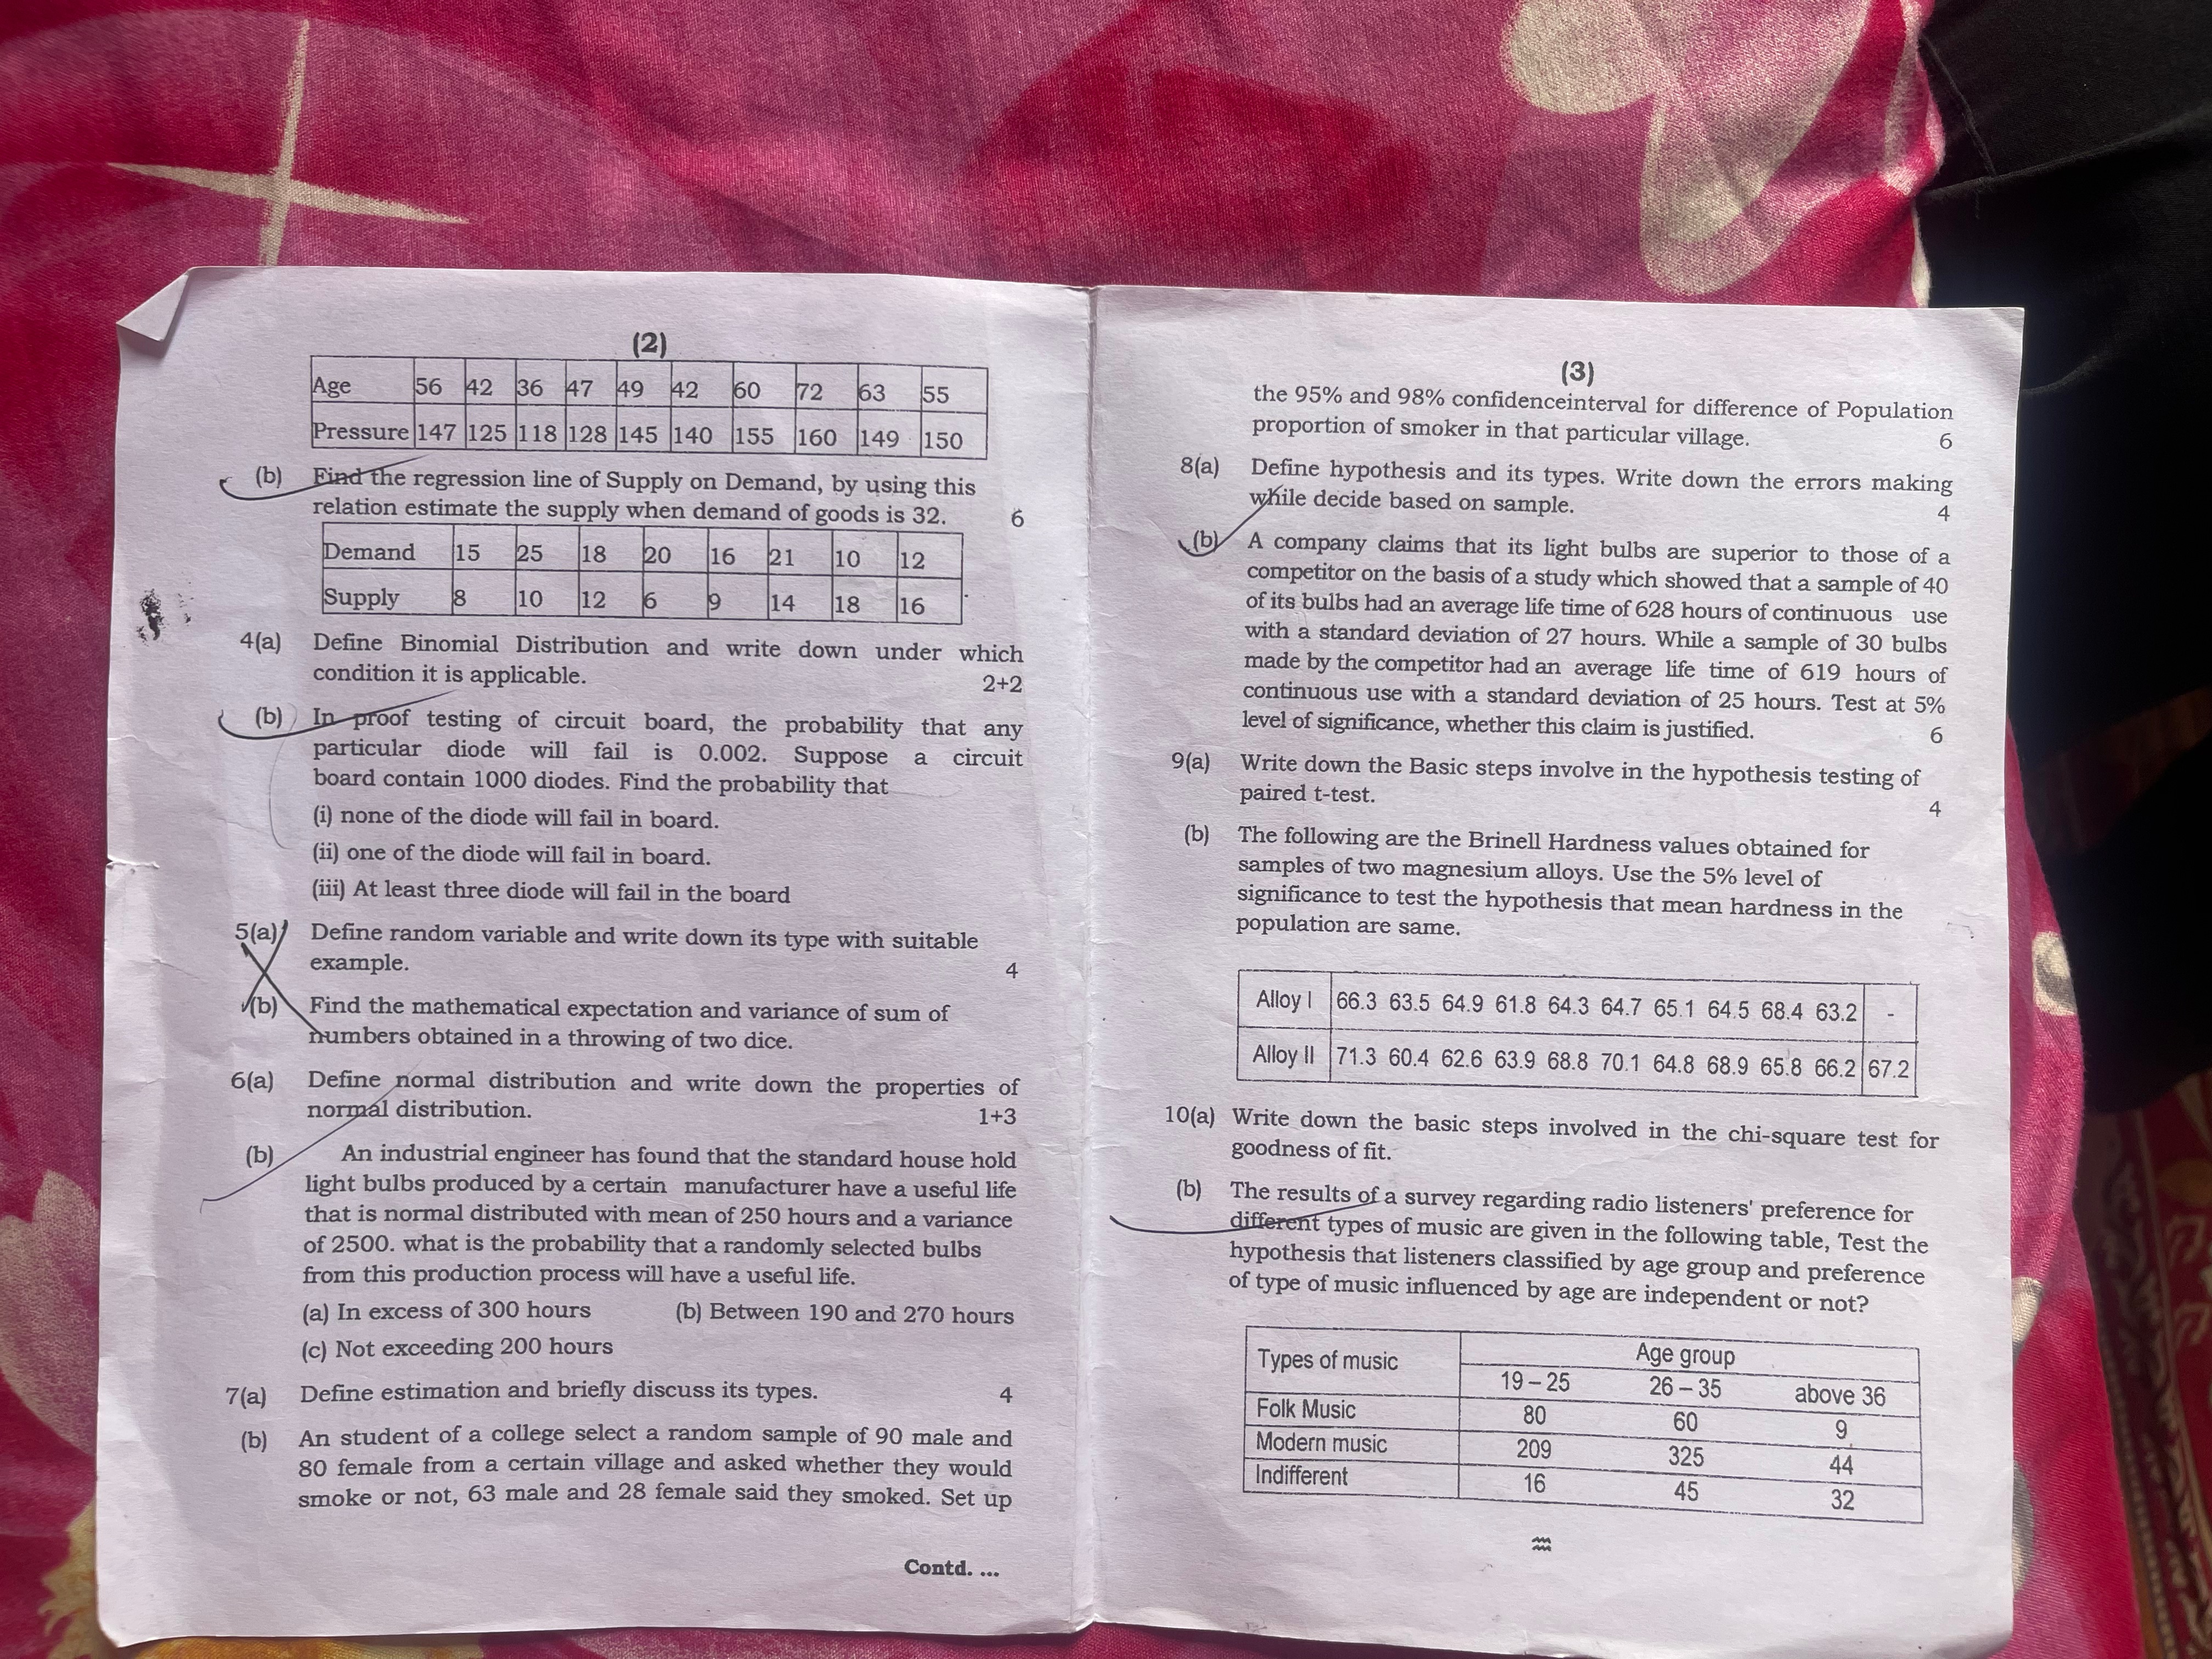 (2)
Age 56 42 36 47 49 42 60 72 63 55
Pressure 147 125 118 128 145 140 155 160 149 150
(b) Find the regression line of Supply on Demand, by using this
relation estimate the supply when demand of goods is 32. 6
Demand 15 25 18 20 16 21 10 12
Supply 8 10 12 6 9 14 18 16
4(a) Define Binomial Distribution and write down under which
condition it is applicable. 2+2
(b) In proof testing of circuit board, the probability that any
particular diode will fail is 0.002. Suppose a circuit
board contain 1000 diodes. Find the probability that
(i) none of the diode will fail in board.
(ii) one of the diode will fail in board.
(iii) At least three diode will fail in the board
5(a) Define random variable and write down its type with suitable
example. 4
(b) Find the mathematical expectation and variance of sum of
numbers obtained in a throwing of two dice.
6(a) Define normal distribution and write down the properties of
normal distribution. 1+3
(b) An industrial engineer has found that the standard house hold
light bulbs produced by a certain manufacturer have a useful life
that is normal distributed with mean of 250 hours and a variance
of 2500. what is the probability that a randomly selected bulbs
from this production process will have a useful life.
(a) In excess of 300 hours (b) Between 190 and 270 hours
(c) Not exceeding 200 hours
7(a) Define estimation and briefly discuss its types. 4
(b) An student of a college select a random sample of 90 male and
80 female from a certain village and asked whether they would
smoke or not, 63 male and 28 female said they smoked. Set up
Contd. ...
(3)
the 95% and 98% confidenceinterval for difference of Population
proportion of smoker in that particular village. 6
8(a) Define hypothesis and its types. Write down the errors making
while decide based on sample. 4
(b) A company claims that its light bulbs are superior to those of a
competitor on the basis of a study which showed that a sample of 40
of its bulbs had an average life time of 628 hours of continuous use
with a standard deviation of 27 hours. While a sample of 30 bulbs
made by the competitor had an average life time of 619 hours of
continuous use with a standard deviation of 25 hours. Test at 5%
level of significance, whether this claim is justified. 6
9(a) Write down the Basic steps involve in the hypothesis testing of
paired t-test. 4
(b) The following are the Brinell Hardness values obtained for
samples of two magnesium alloys. Use the 5% level of
significance to test the hypothesis that mean hardness in the
population are same.
Alloy I 66.3 63.5 64.9 61.8 64.3 64.7 65.1 64.5 68.4 63.2 -
Alloy II 71.3 60.4 62.6 63.9 68.8 70.1 64.8 68.9 65.8 66.2 67.2
10(a) Write down the basic steps involved in the chi-square test for
goodness of fit.
(b) The results of a survey regarding radio listeners' preference for
different types of music are given in the following table, Test the
hypothesis that listeners classified by age group and preference
of type of music influenced by age are independent or not?
Types of music Age group
19 – 25 26 – 35 above 36
Folk Music 80 60 9
Modern music 209 325 44
Indifferent 16 45 32